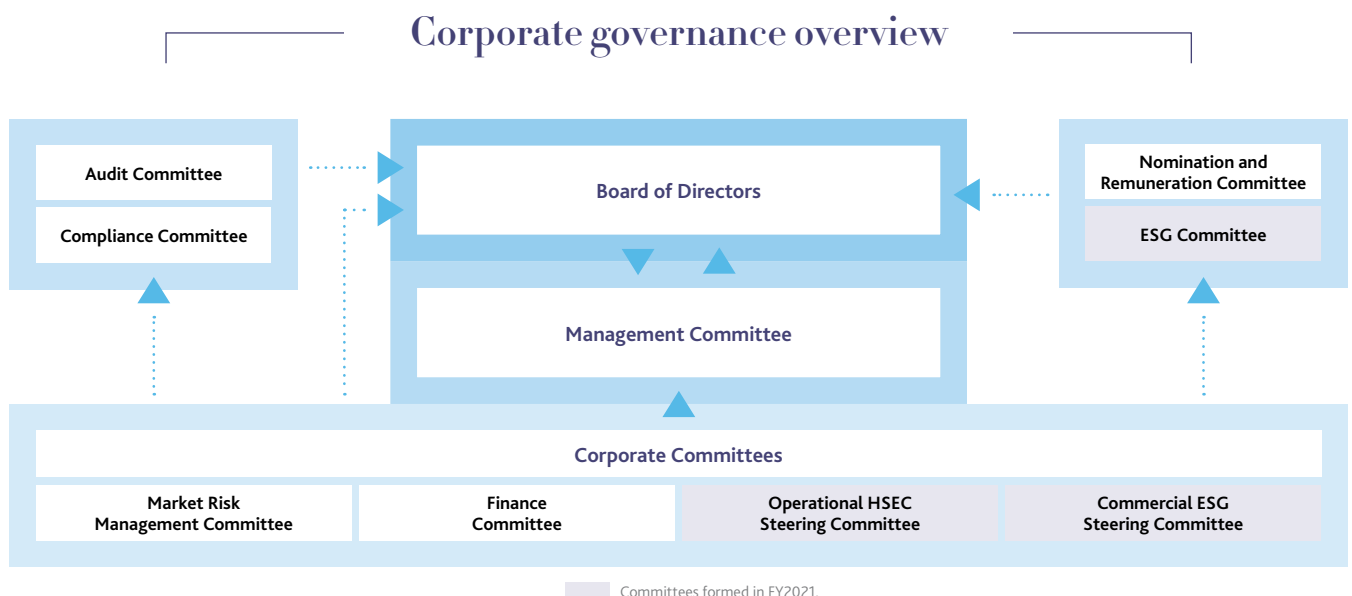 Corporate governance overview
Audit Committee
Compliance Committee
Board of Directors
Nomination and
Remuneration Committee
ESG Committee
Management Committee
Corporate Committees
Market Risk
Management Committee
Finance
Committee
Operational HSEC
Steering Committee
Commercial ESG
Steering Committee
Committees formed in FY2021.